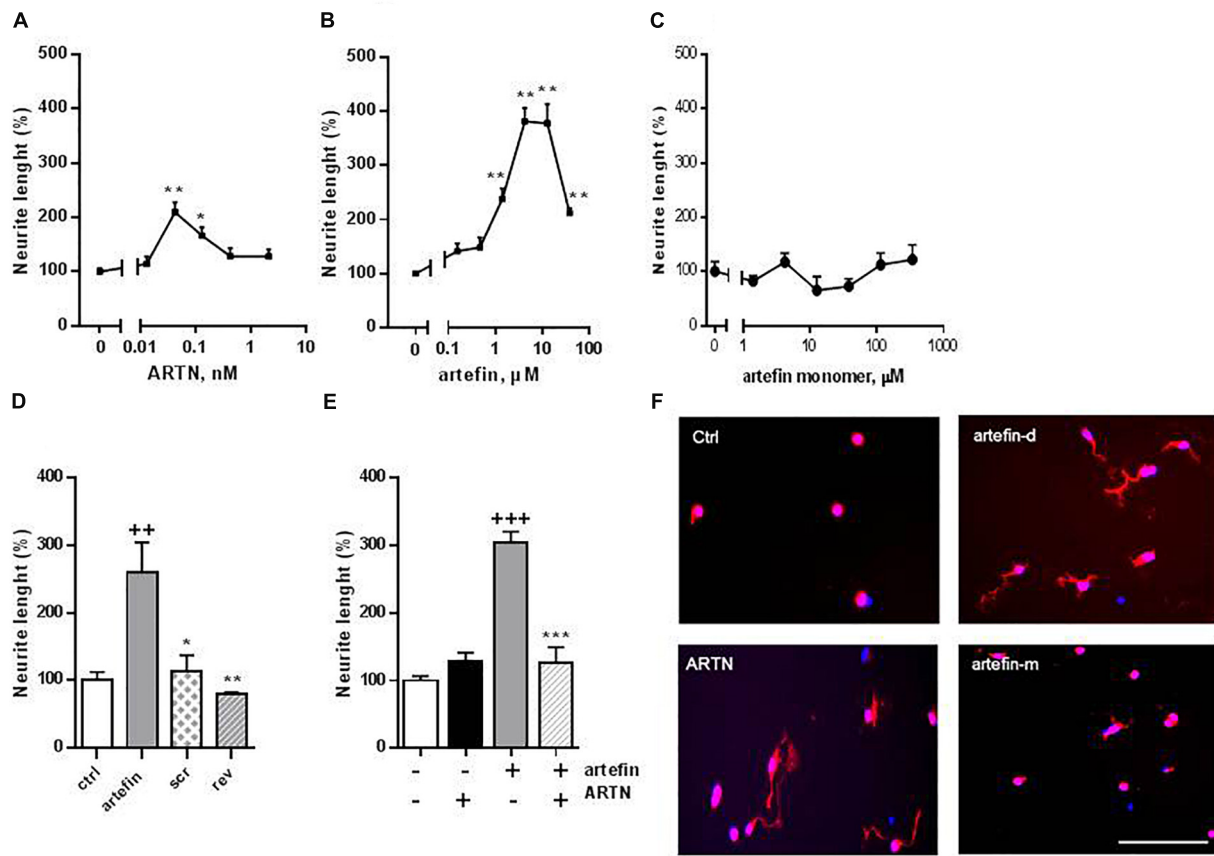 A
Neurite lenght (%)
500
400
300
200
100
0
0 0.01 0.1 1 10
ARTN, nM
** *
B
Neurite lenght (%)
500
400
300
200
100
0
0 0.1 1 10 100
artefin, µM
** ** ** **
C
Neurite lenght (%)
500
400
300
200
100
0
0 1 10 100 1000
artefin monomer, µM
D
Neurite lenght (%)
400
300
200
100
0
++
*
**
ctrl artefin scr rev
E
Neurite lenght (%)
400
300
200
100
0
+++
***
- - + + artefin
- + - + ARTN
F
Ctrl
artefin-d
ARTN
artefin-m